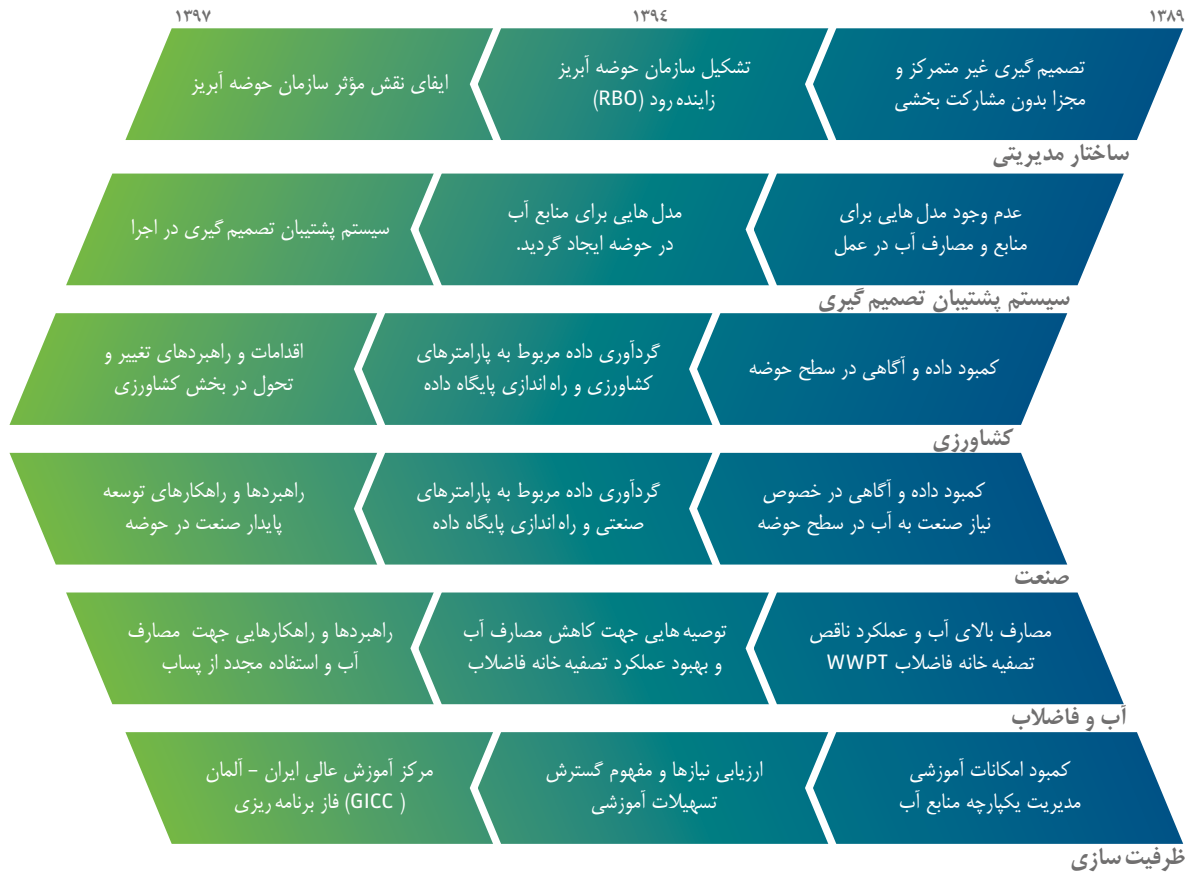 ۱۳۸۹
۱۳۹٤
۱۳۹۷
تصمیم گیری غیر متمرکز و
مجزا بدون مشارکت بخشی
تشکیل سازمان حوضه آبریز
زاینده رود (RBO)
ایفای نقش مؤثر سازمان حوضه آبریز
ساختار مدیریتی
عدم وجود مدل هایی برای
منابع و مصارف آب در عمل
مدل هایی برای منابع آب
در حوضه ایجاد گردید.
سیستم پشتیبان تصمیم گیری در اجرا
سیستم پشتیبان تصمیم گیری
کمبود داده و آگاهی در سطح حوضه
گردآوری داده مربوط به پارامترهای
کشاورزی و راه اندازی پایگاه داده
اقدامات و راهبردهای تغییر و
تحول در بخش کشاورزی
کشاورزی
کمبود داده و آگاهی در خصوص
نیاز صنعت به آب در سطح حوضه
گردآوری داده مربوط به پارامترهای
صنعتی و راه اندازی پایگاه داده
راهبردها و راهکارهای توسعه
پایدار صنعت در حوضه
صنعت
مصارف بالای آب و عملکرد ناقص
تصفیه خانه فاضلاب WWPT
توصیه هایی جهت کاهش مصارف آب
و بهبود عملکرد تصفیه خانه فاضلاب
راهبردها و راهکارهایی جهت مصارف
آب و استفاده مجدد از پساب
آب و فاضلاب
کمبود امکانات آموزشی
مدیریت یکپارچه منابع آب
ارزیابی نیازها و مفهوم گسترش
تسهیلات آموزشی
مرکز آموزش عالی ایران – آلمان
( GICC) فاز برنامه ریزی
ظرفیت سازی